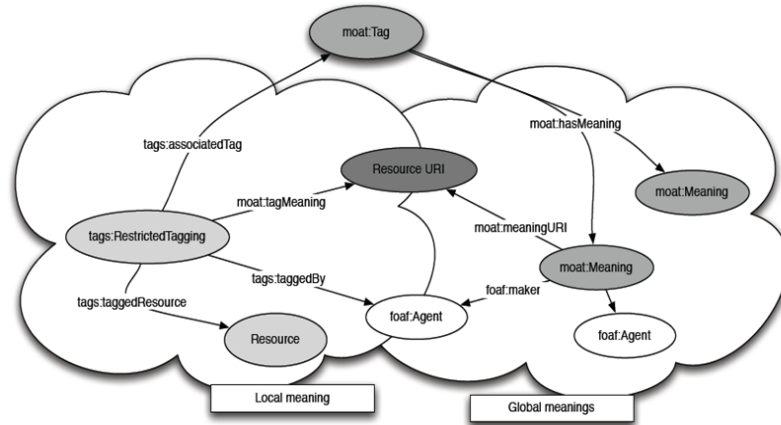 moat:Tag
moat:hasMeaning
tags:associatedTag
Resource URI
moat:Meaning
moat:tagMeaning
moat:meaningURI
tags:RestrictedTagging
moat:Meaning
tags:taggedBy
foaf:maker
tags:taggedResource
foaf:Agent
foaf:Agent
Resource
Local meaning
Global meanings